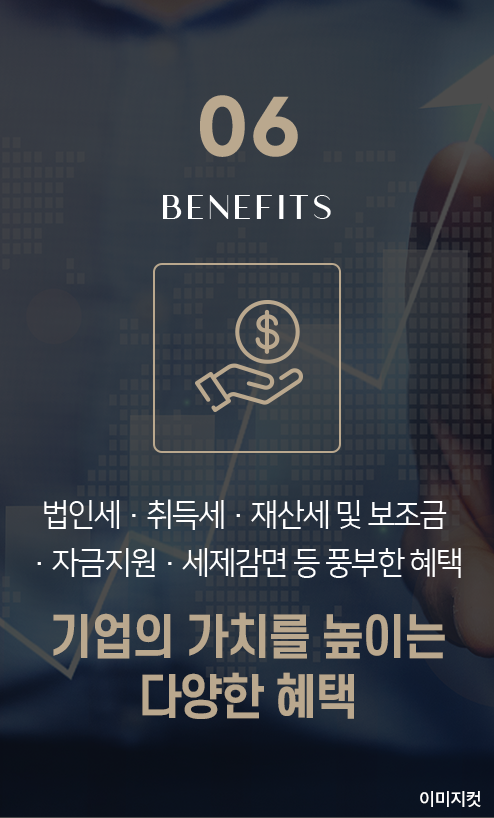 06
BENEFITS
$
법인세 · 취득세 · 재산세 및 보조금
· 자금지원 · 세제감면 등 풍부한 혜택
기업의 가치를 높이는
다양한 혜택
이미지컷